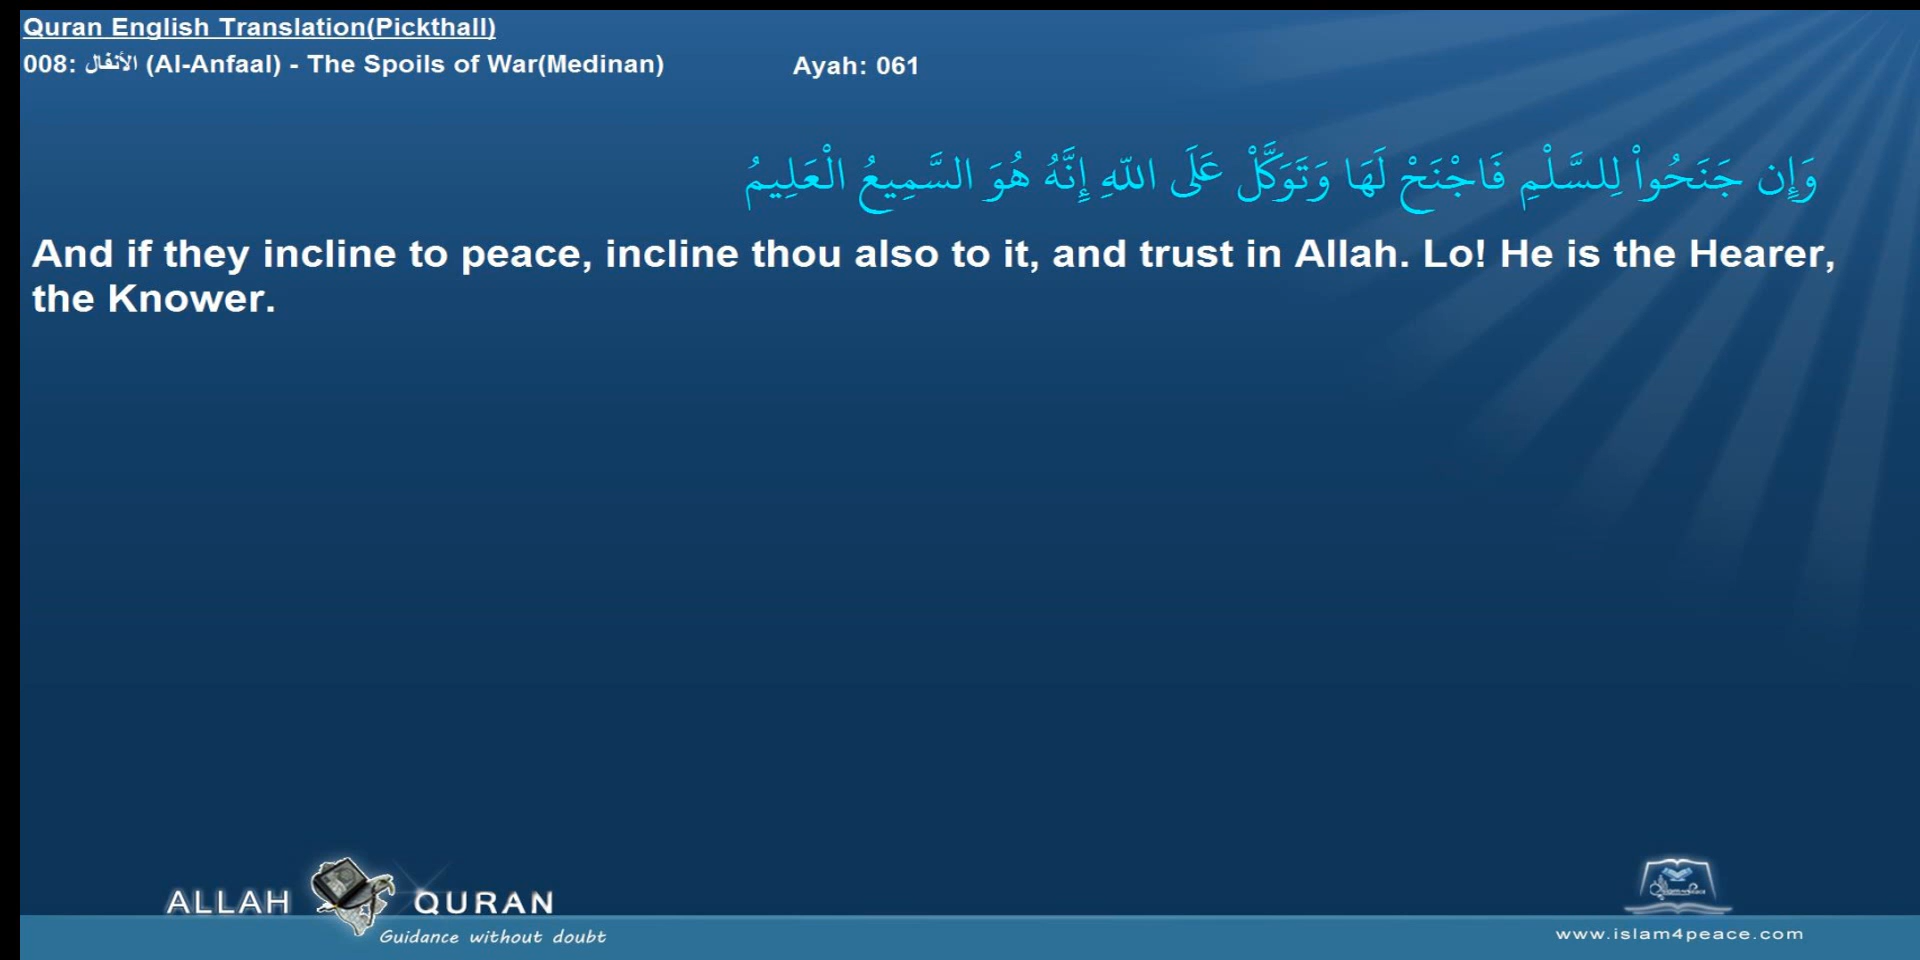 Quran English Translation(Pickthall)
008: الأنفال (Al-Anfaal) - The Spoils of War(Medinan)
Ayah: 061
وَإِن جَنَحُواْ لِلسَّلْمِ فَاجْنَحْ لَهَا وَتَوَكَّلْ عَلَى اللّهِ إِنَّهُ هُوَ السَّمِيعُ الْعَلِيمُ
And if they incline to peace, incline thou also to it, and trust in Allah. Lo! He is the Hearer,
the Knower.
ALLAH QURAN
Guidance without doubt
www.islam4peace.com